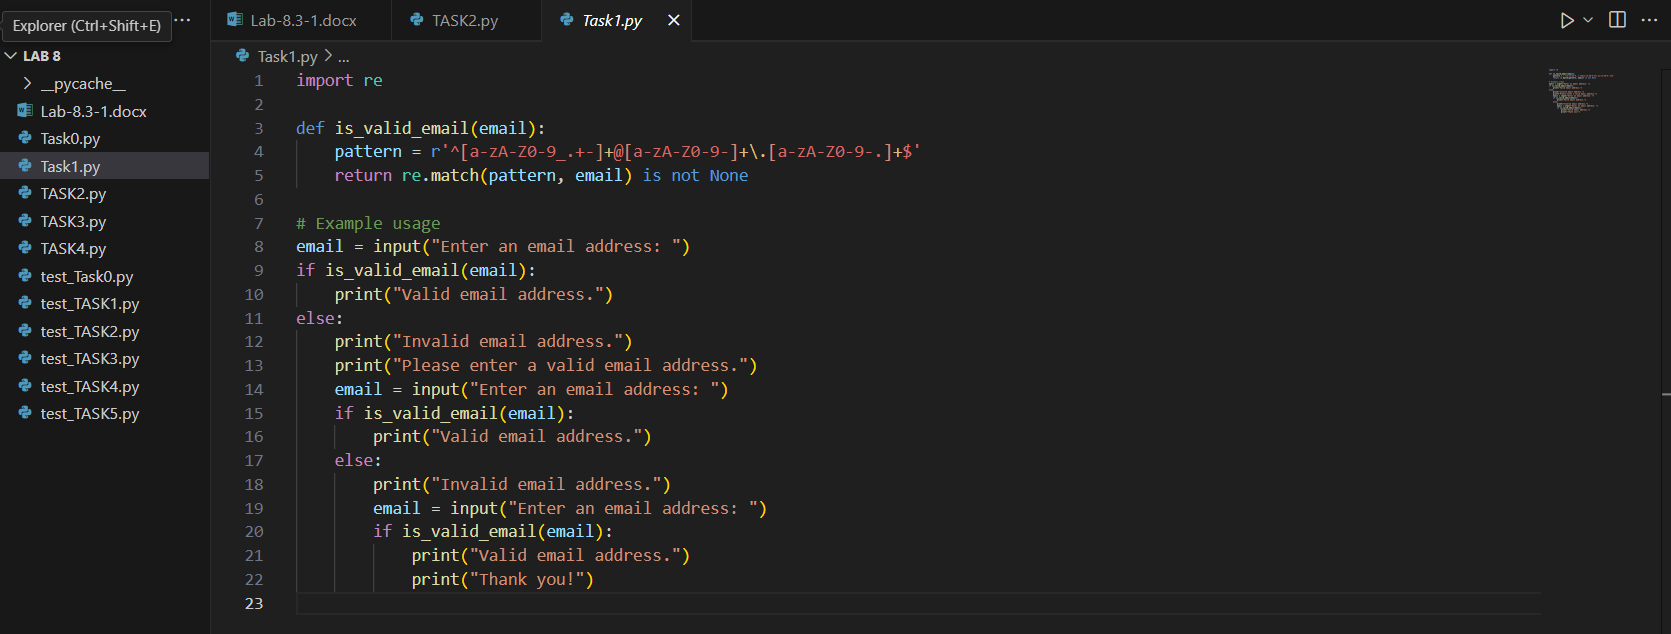 Explorer (Ctrl+Shift+E)
...
Lab-8.3-1.docx
TASK2.py
Task1.py
LAB 8
__pycache__
Lab-8.3-1.docx
Task0.py
Task1.py
TASK2.py
TASK3.py
TASK4.py
test_Task0.py
test_TASK1.py
test_TASK2.py
test_TASK3.py
test_TASK4.py
test_TASK5.py
Task1.py > ...
1 import re
2
3 def is_valid_email(email):
4     pattern = r'^[a-zA-Z0-9_.+-]+@[a-zA-Z0-9-]+\.[a-zA-Z0-9-.]+$'
5     return re.match(pattern, email) is not None
6
7 # Example usage
8 email = input("Enter an email address: ")
9 if is_valid_email(email):
10     print("Valid email address.")
11 else:
12     print("Invalid email address.")
13     print("Please enter a valid email address.")
14     email = input("Enter an email address: ")
15     if is_valid_email(email):
16         print("Valid email address.")
17     else:
18         print("Invalid email address.")
19         email = input("Enter an email address: ")
20         if is_valid_email(email):
21             print("Valid email address.")
22             print("Thank you!")
23